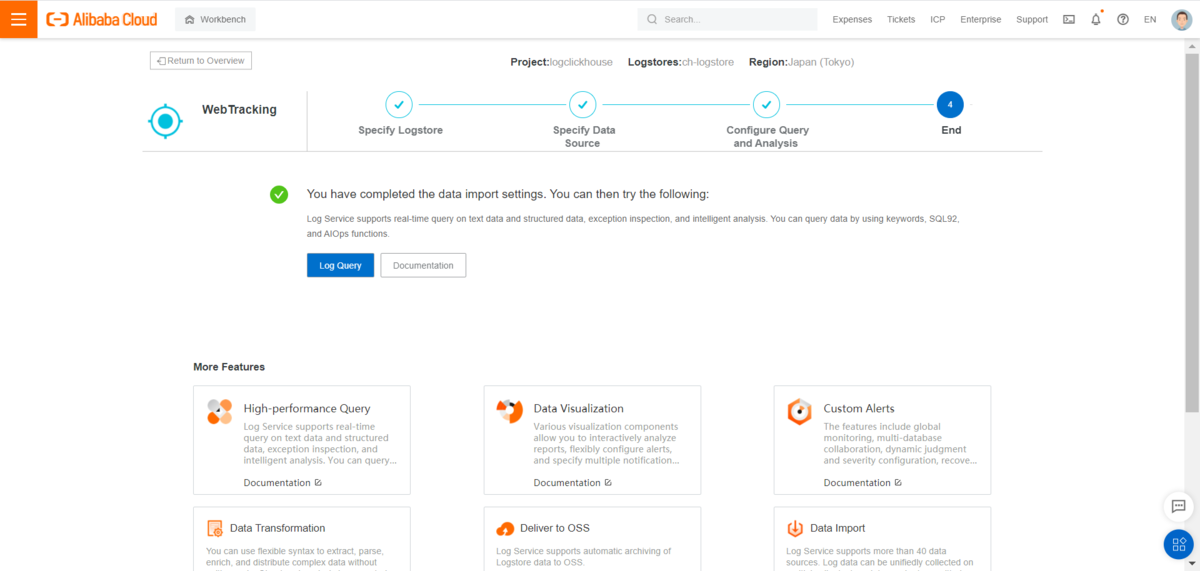 Alibaba Cloud
Workbench
Search...
Expenses
Tickets
ICP
Enterprise
Support
EN
Return to Overview
Project:logclickhouse
Logstores:ch-logstore
Region:Japan (Tokyo)
WebTracking
Specify Logstore
Specify Data
Source
Configure Query
and Analysis
4
End
You have completed the data import settings. You can then try the following:
Log Service supports real-time query on text data and structured data, exception inspection, and intelligent analysis. You can query data by using keywords, SQL92,
and AIOps functions.
Log Query
Documentation
More Features
High-performance Query
Log Service supports real-time
query on text data and structured
data, exception inspection, and
intelligent analysis. You can query...
Documentation
Data Visualization
Various visualization components
allow you to interactively analyze
reports, flexibly configure alerts,
and specify multiple notification...
Documentation
Custom Alerts
The features include global
monitoring, multi-database
collaboration, dynamic judgment
and severity configuration, recove...
Documentation
Data Transformation
You can use flexible syntax to extract, parse,
enrich, and distribute complex data without
Deliver to OSS
Log Service supports automatic archiving of
Logstore data to OSS.
Data Import
Log Service supports more than 40 data
sources. Log data can be unifiedly collected on